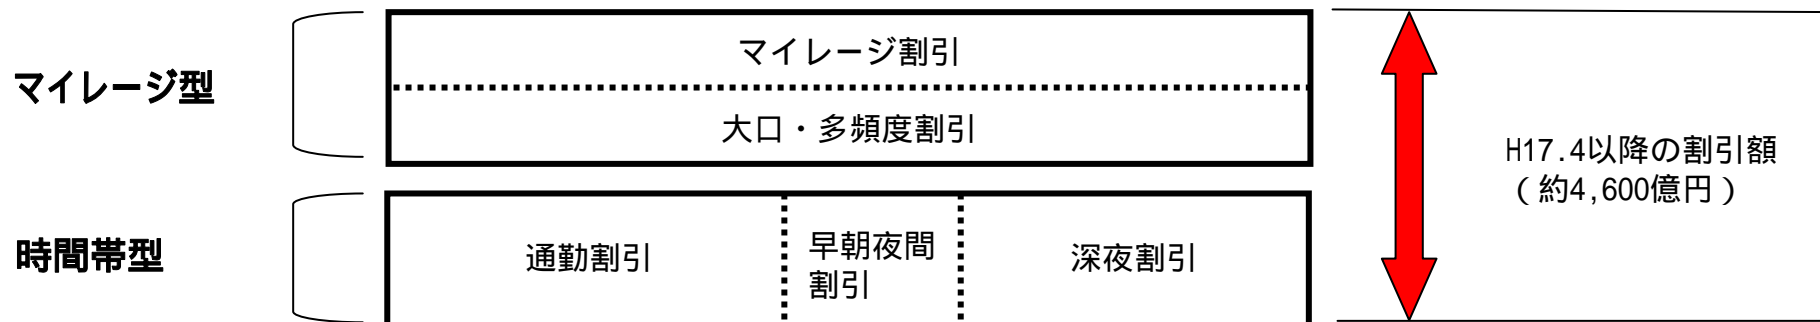 マイレージ型
マイレージ割引
大口・多頻度割引
H17.4以降の割引額
（約4,600億円）
時間帯型
通勤割引
早朝夜間
割引
深夜割引